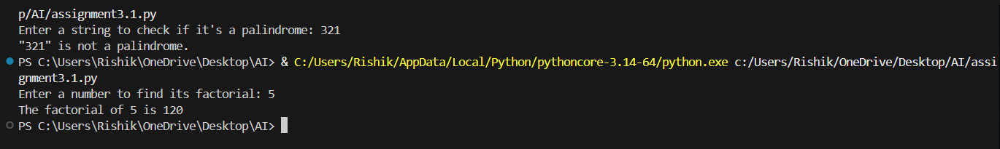 p/AI/assignment3.1.py
Enter a string to check if it's a palindrome: 321
"321" is not a palindrome.
PS C:\Users\Rishik\OneDrive\Desktop\AI> & C:/Users/Rishik/AppData/Local/Python/pythoncore-3.14-64/python.exe c:/Users/Rishik/OneDrive/Desktop/AI/assi
gnment3.1.py
Enter a number to find its factorial: 5
The factorial of 5 is 120
PS C:\Users\Rishik\OneDrive\Desktop\AI>